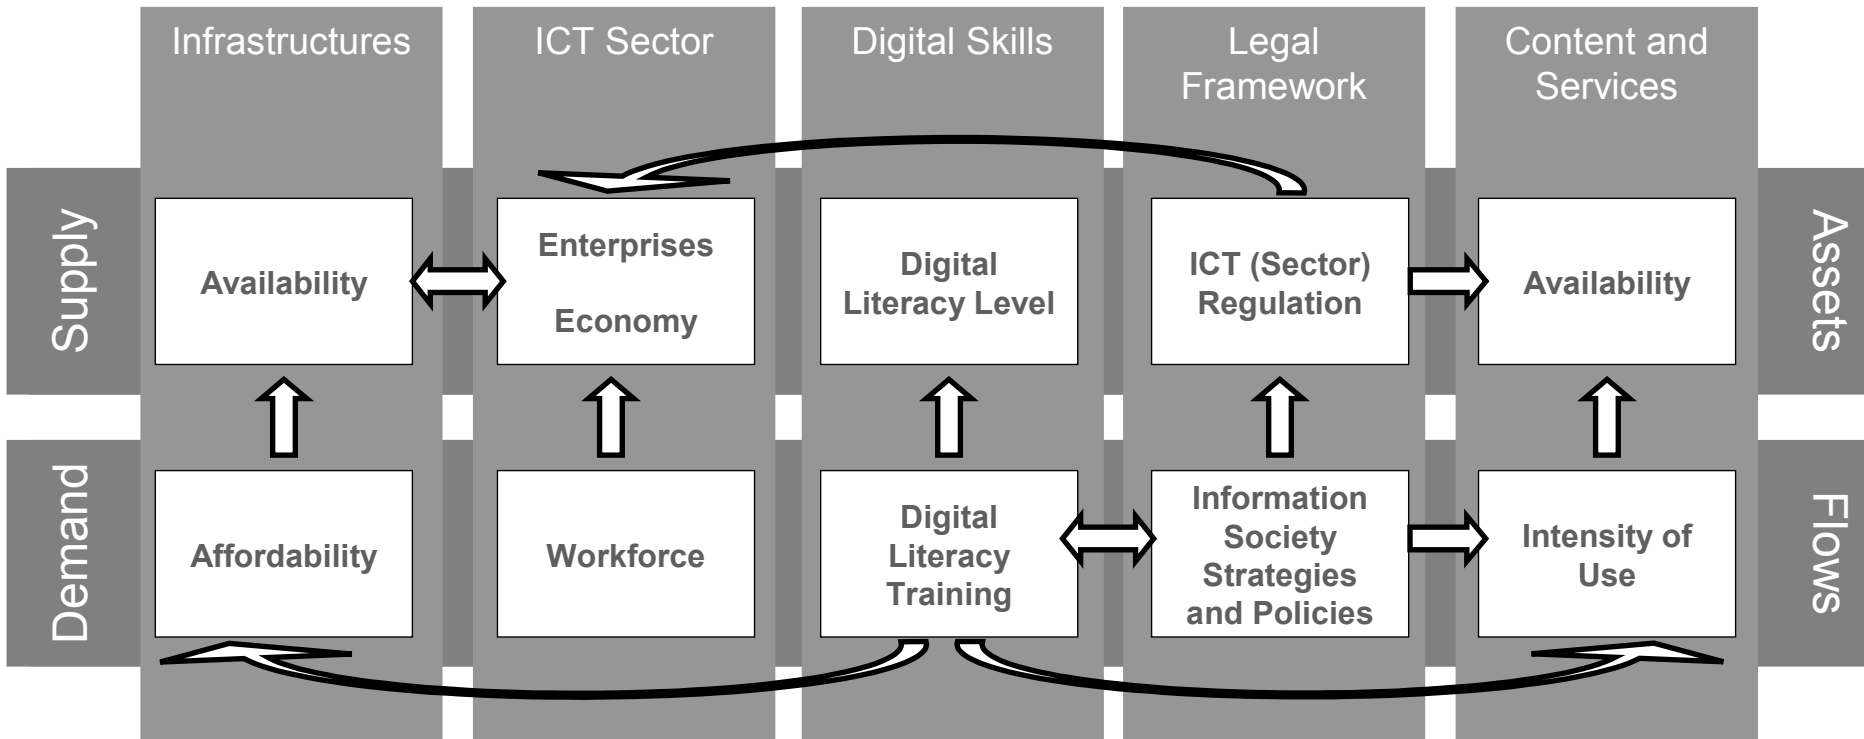 Infrastructures
ICT Sector
Digital Skills
Legal
Framework
Content and
Services
Supply
Availability
Enterprises
Economy
Digital
Literacy Level
ICT (Sector)
Regulation
Availability
Assets
Demand
Affordability
Workforce
Digital
Literacy
Training
Information
Society
Strategies
and Policies
Intensity of
Use
Flows